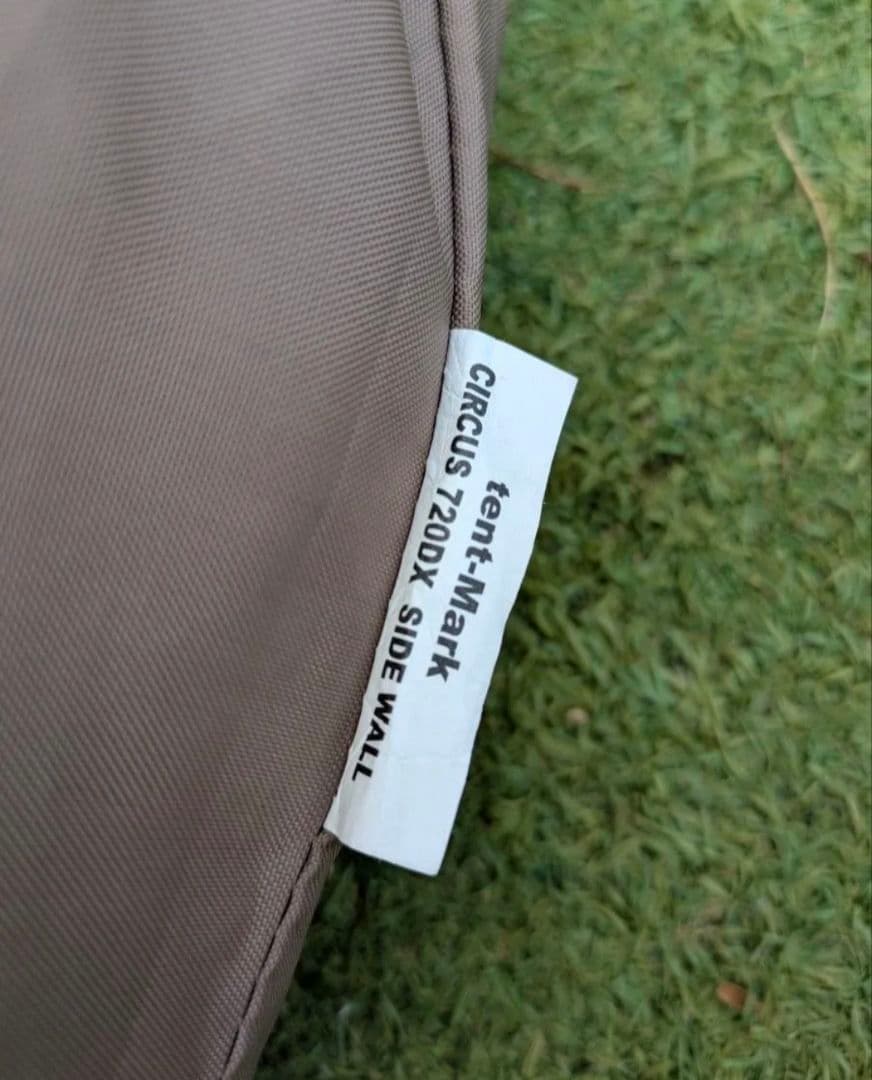 tent-Mark
CIRCUS 720DX SIDE WALL